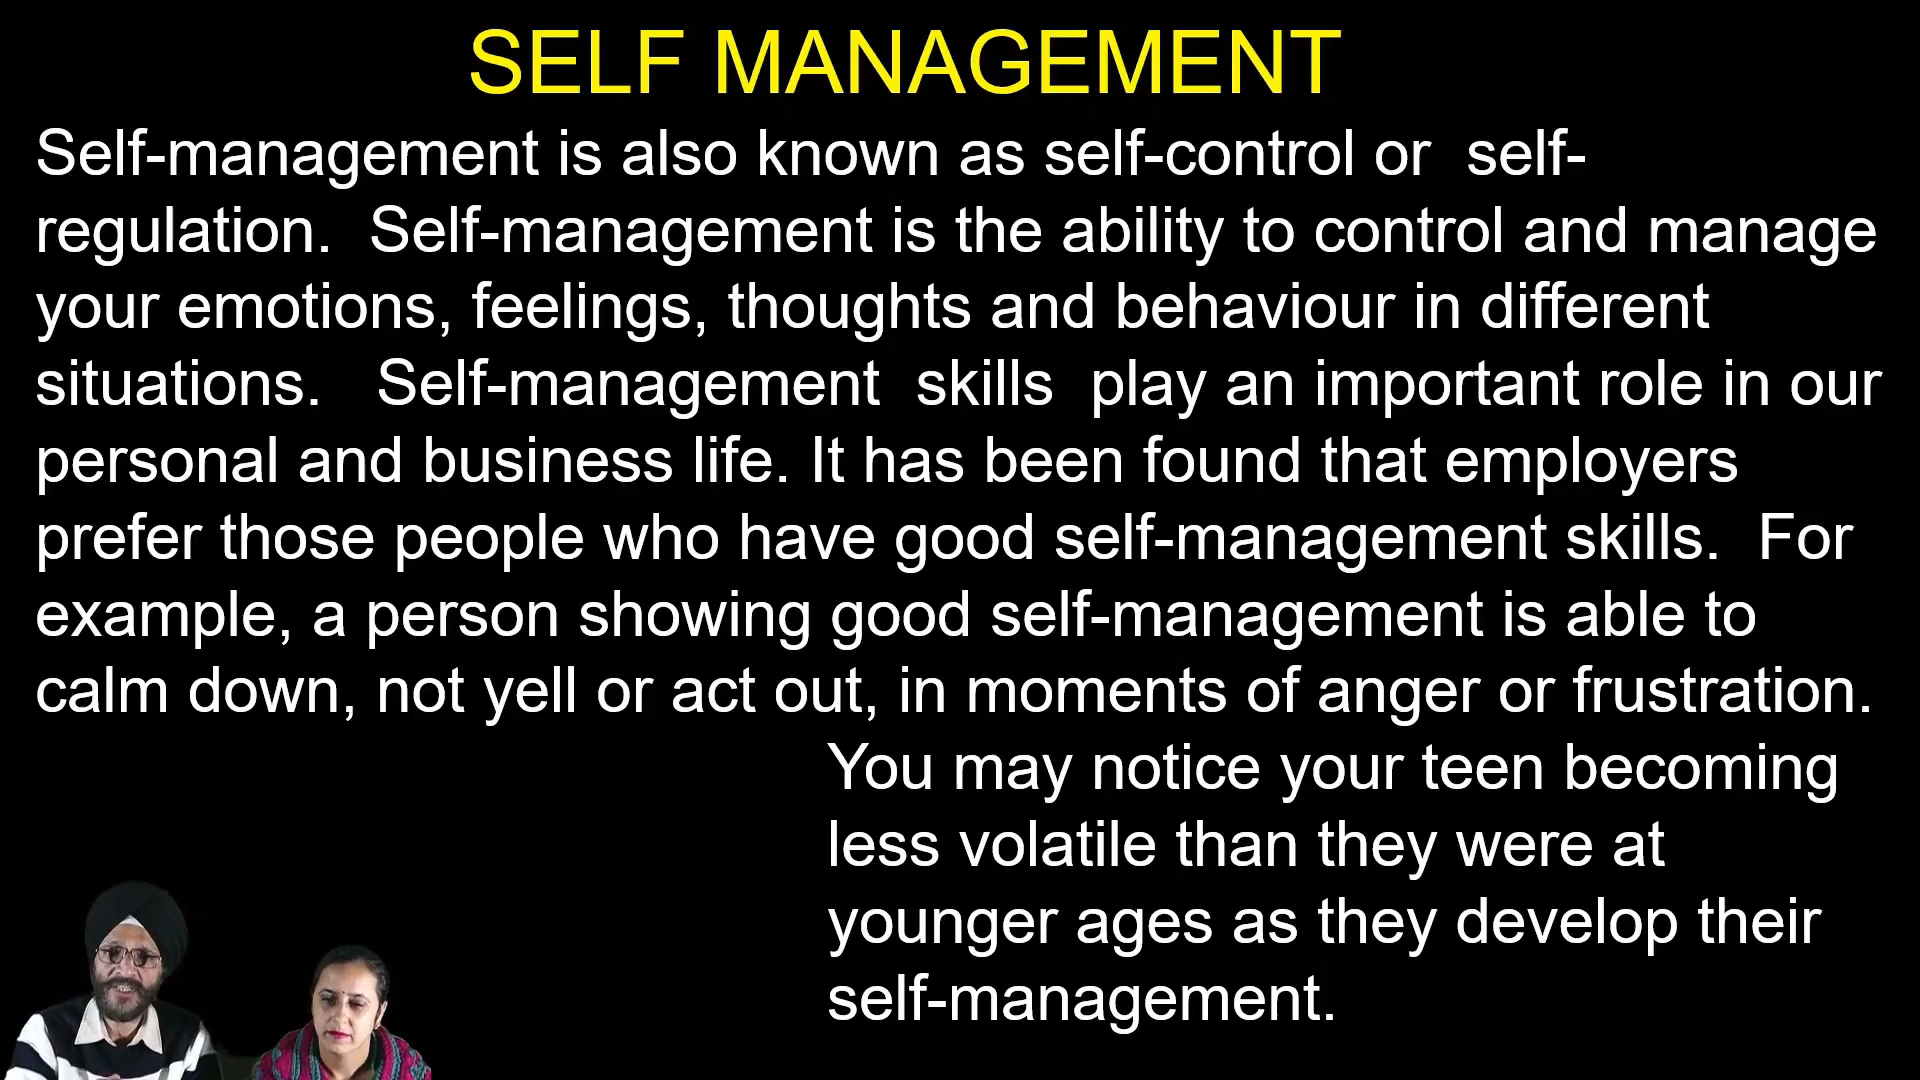 SELF MANAGEMENT
Self-management is also known as self-control or  self-
regulation.  Self-management is the ability to control and manage
your emotions, feelings, thoughts and behaviour in different
situations.   Self-management  skills  play an important role in our
personal and business life. It has been found that employers
prefer those people who have good self-management skills.  For
example, a person showing good self-management is able to
calm down, not yell or act out, in moments of anger or frustration.
You may notice your teen becoming
less volatile than they were at
younger ages as they develop their
self-management.